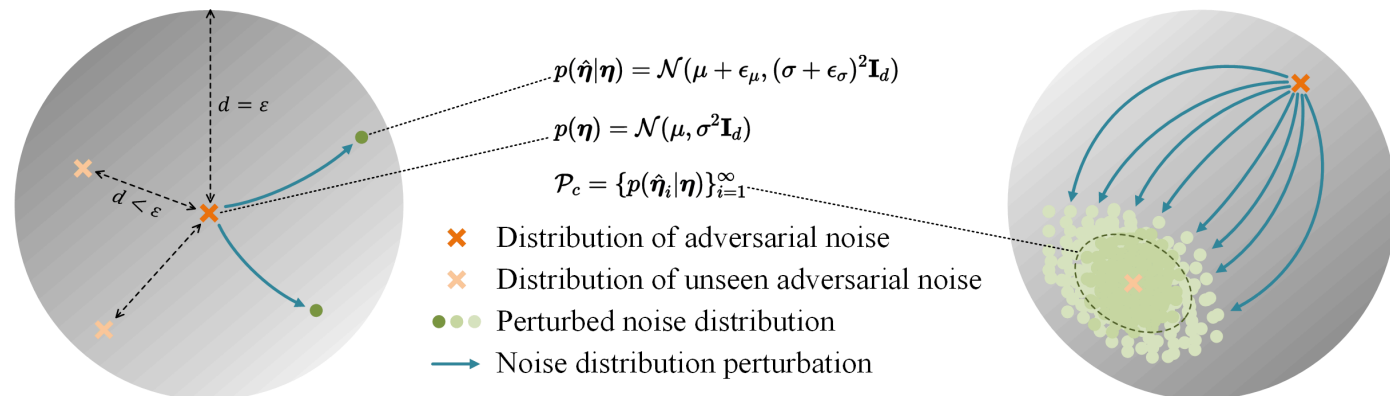 d = ε
d < ε
p(η̂|η) = 𝒩(μ + ϵ_μ, (σ + ϵ_σ)²I_d)
p(η) = 𝒩(μ, σ²I_d)
𝒫_c = {p(η̂_i|η)}_{i=1}^∞
Distribution of adversarial noise
Distribution of unseen adversarial noise
Perturbed noise distribution
Noise distribution perturbation